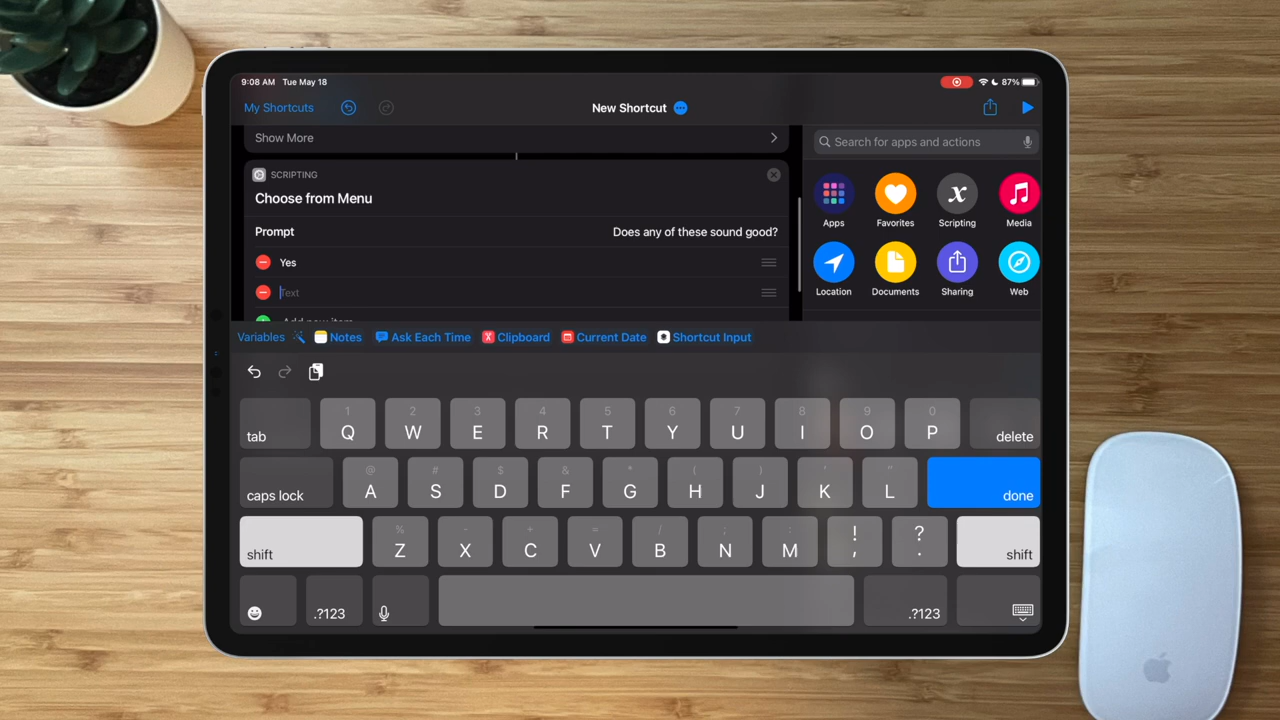 9:08 AM Tue May 18
87%
My Shortcuts
New Shortcut
Show More
SCRIPTING
Choose from Menu
Prompt
Does any of these sound good?
Yes
Text
Add new item
Search for apps and actions
Apps
Favorites
Scripting
Media
Location
Documents
Sharing
Web
Variables
Notes
Ask Each Time
Clipboard
Current Date
Shortcut Input
1 2 3 4 5 6 7 8 9 0
tab Q W E R T Y U I O P delete
@ # $ & * ( ) ' "
caps lock A S D F G H J K L done
% - + = / ; : ! ?
shift Z X C V B N M , . shift
.?123 .?123